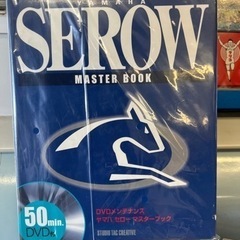 YAMAHA
SEROW
MASTER BOOK
50min.
DVD付
DVDメンテナンス
ヤマハ セロー マスターブック
STUDIO TAC CREATIVE